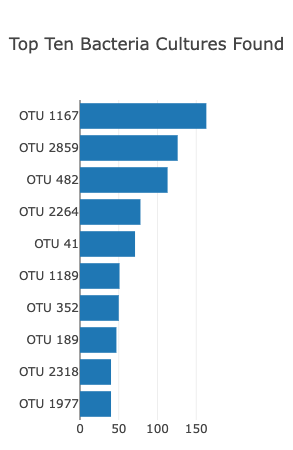 Top Ten Bacteria Cultures Found
OTU 1167
OTU 2859
OTU 482
OTU 2264
OTU 41
OTU 1189
OTU 352
OTU 189
OTU 2318
OTU 1977
0 50 100 150